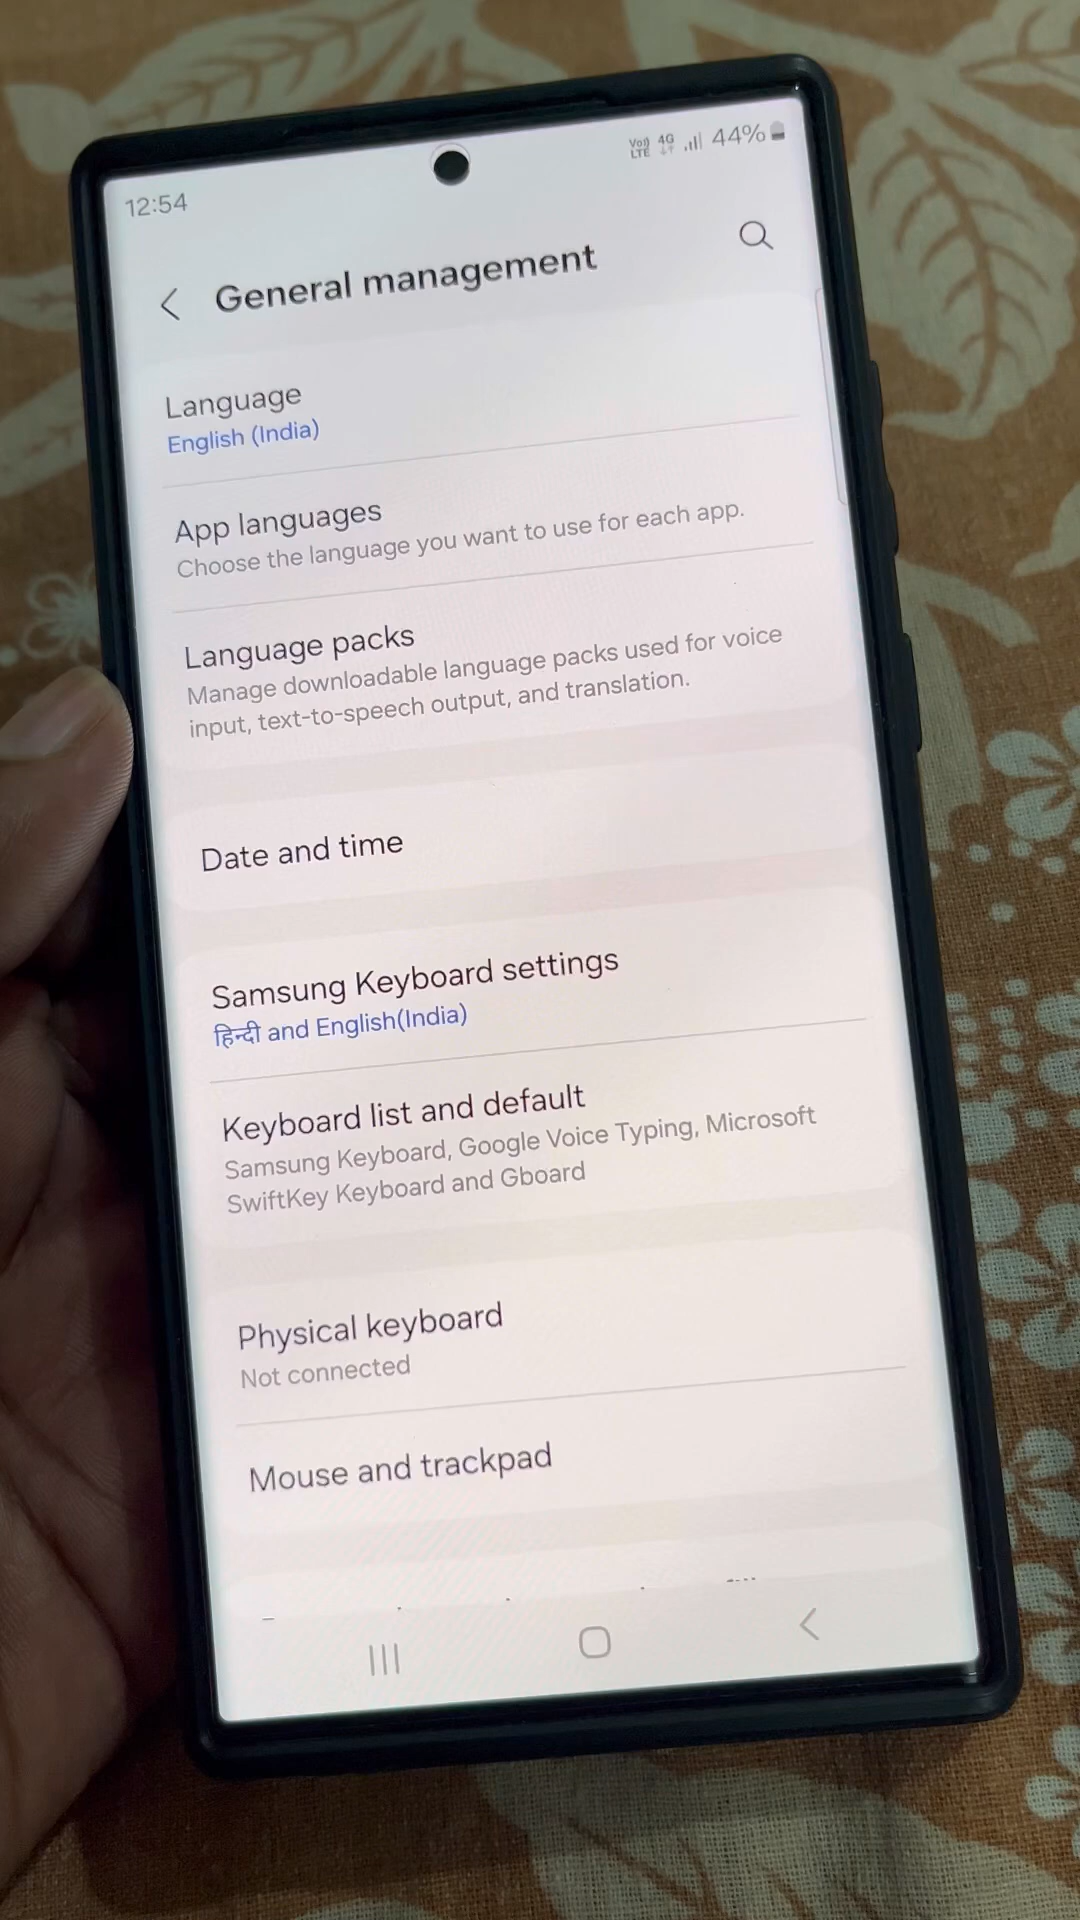 12:54
Vo)) LTE 4G 44%
General management
Language
English (India)
App languages
Choose the language you want to use for each app.
Language packs
Manage downloadable language packs used for voice
input, text-to-speech output, and translation.
Date and time
Samsung Keyboard settings
हिन्दी and English(India)
Keyboard list and default
Samsung Keyboard, Google Voice Typing, Microsoft
SwiftKey Keyboard and Gboard
Physical keyboard
Not connected
Mouse and trackpad